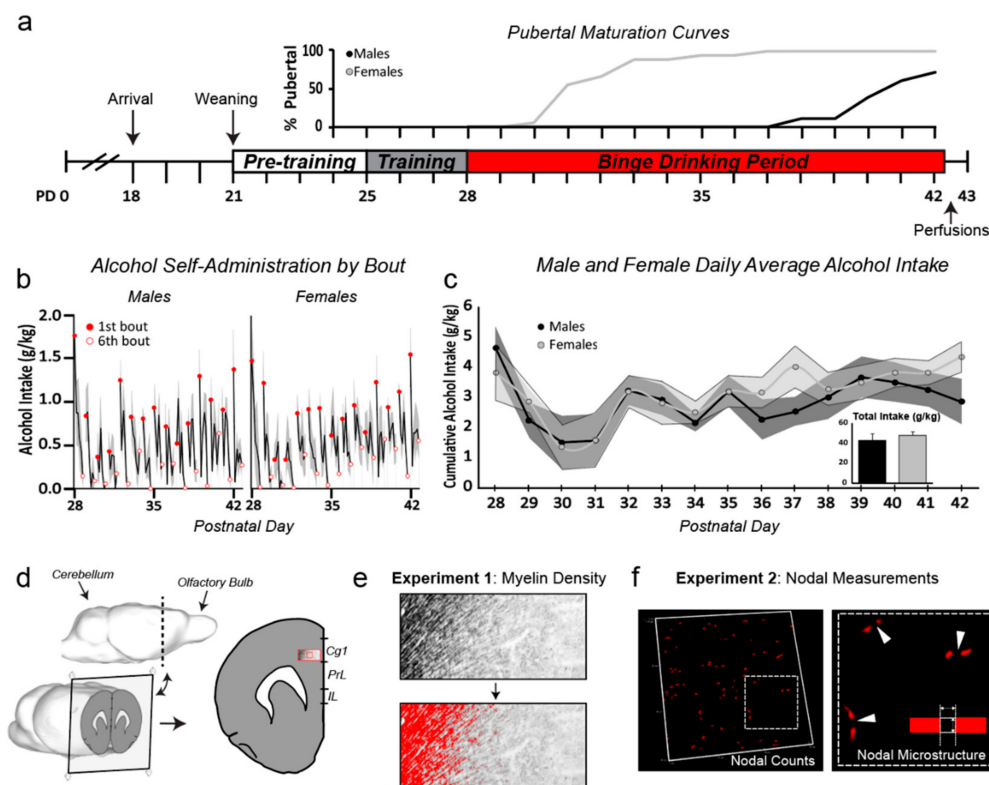 a
Pubertal Maturation Curves
% Pubertal
100
50
0
Males
Females
Arrival
Weaning
Pre-training
Training
Binge Drinking Period
PD 0
18
21
25
28
35
42
43
Perfusions
b
Alcohol Self-Administration by Bout
Males
Females
Alcohol Intake (g/kg)
2.0
1.5
1.0
0.5
0.0
1st bout
6th bout
28
35
42
28
35
42
Postnatal Day
c
Male and Female Daily Average Alcohol Intake
Cumulative Alcohol Intake (g/kg)
6
5
4
3
2
1
0
Males
Females
Total Intake (g/kg)
60
40
20
0
28 29 30 31 32 33 34 35 36 37 38 39 40 41 42
Postnatal Day
d
Cerebellum
Olfactory Bulb
Cg1
PrL
IL
e
Experiment 1: Myelin Density
f
Experiment 2: Nodal Measurements
Nodal Counts
Nodal Microstructure